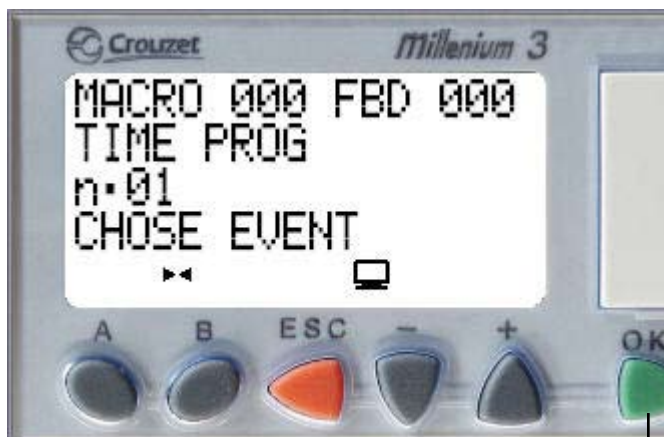 Crouzet Millenium 3
MACRO 000 FBD 000
TIME PROG
n·01
CHOSE EVENT
A B ESC - + OK